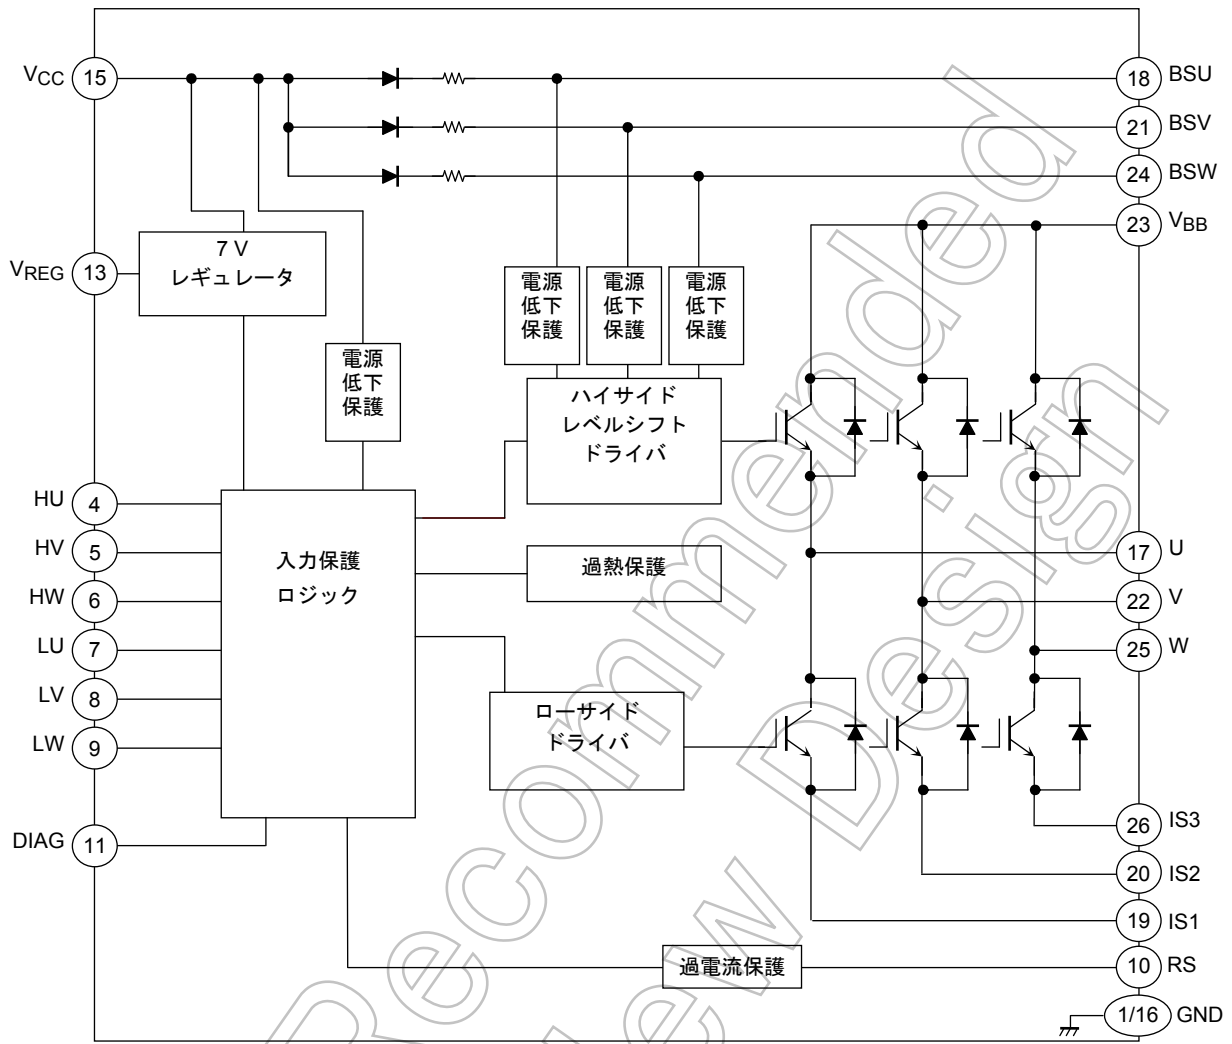 VCC 15
18 BSU
21 BSV
24 BSW
23 VBB
VREG 13
7 V
レギュレータ
電源
低下
保護
電源
低下
保護
電源
低下
保護
電源
低下
保護
ハイサイド
レベルシフト
ドライバ
HU 4
HV 5
HW 6
LU 7
LV 8
LW 9
DIAG 11
入力保護
ロジック
過熱保護
ローサイド
ドライバ
17 U
22 V
25 W
26 IS3
20 IS2
19 IS1
過電流保護
10 RS
1/16 GND
Recommended
ew Design